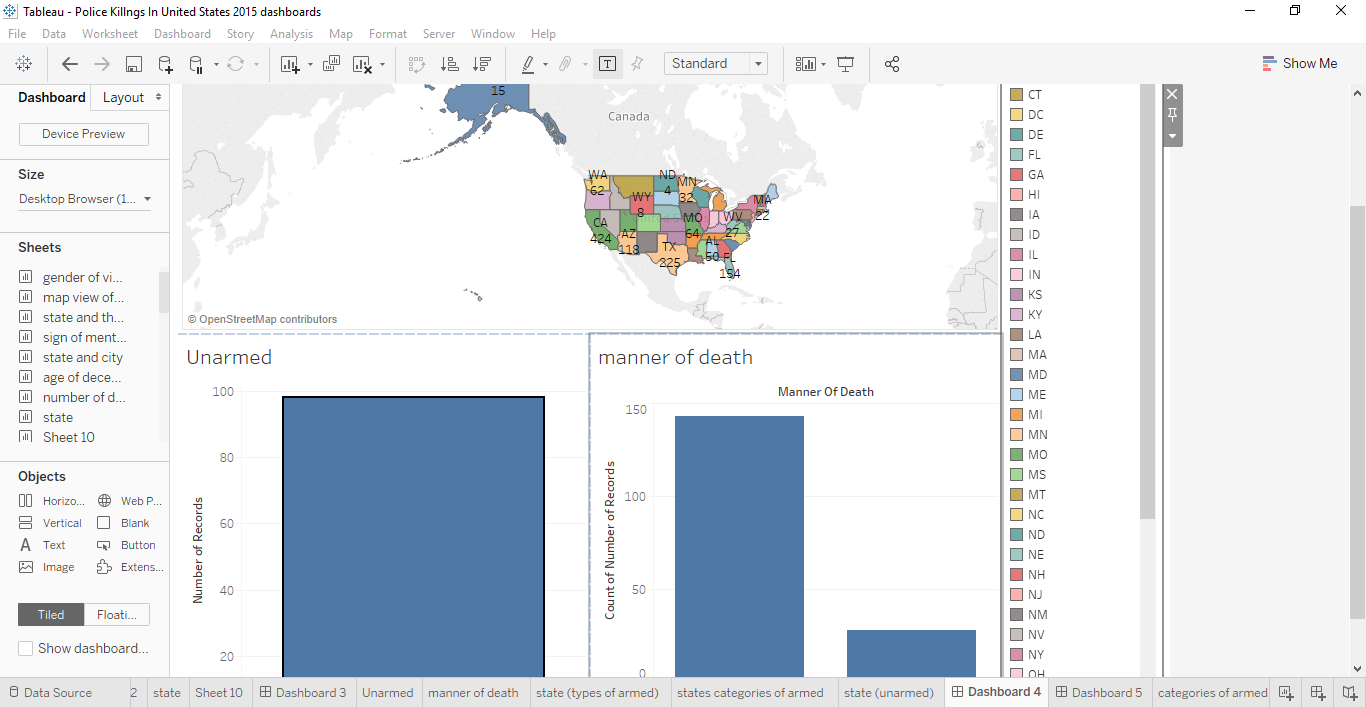 Tableau - Police Killngs In United States 2015 dashboards
File Data Worksheet Dashboard Story Analysis Map Format Server Window Help
Standard
Show Me
Dashboard Layout
Device Preview
Size
Desktop Browser (1...
Sheets
gender of vi...
map view of...
state and th...
sign of ment...
state and city
age of dece...
number of d...
state
Sheet 10
Objects
Horizo... Web P...
Vertical Blank
Text Button
Image Extens...
Tiled Floati...
Show dashboard...
15
Canada
WA
62
ND
4
MN
32
WY
8
MA
22
CA
424
AZ
118
MO
64
WV
27
TX
225
AL
50
FL
154
© OpenStreetMap contributors
CT
DC
DE
FL
GA
HI
IA
ID
IL
IN
KS
KY
LA
MA
MD
ME
MI
MN
MO
MS
MT
NC
ND
NE
NH
NJ
NM
NV
NY
OH
Unarmed
100
80
60
40
20
Number of Records
manner of death
Manner Of Death
150
100
50
0
Count of Number of Records
Data Source 2 state Sheet 10 Dashboard 3 Unarmed manner of death state (types of armed) states categories of armed state (unarmed) Dashboard 4 Dashboard 5 categories of armed